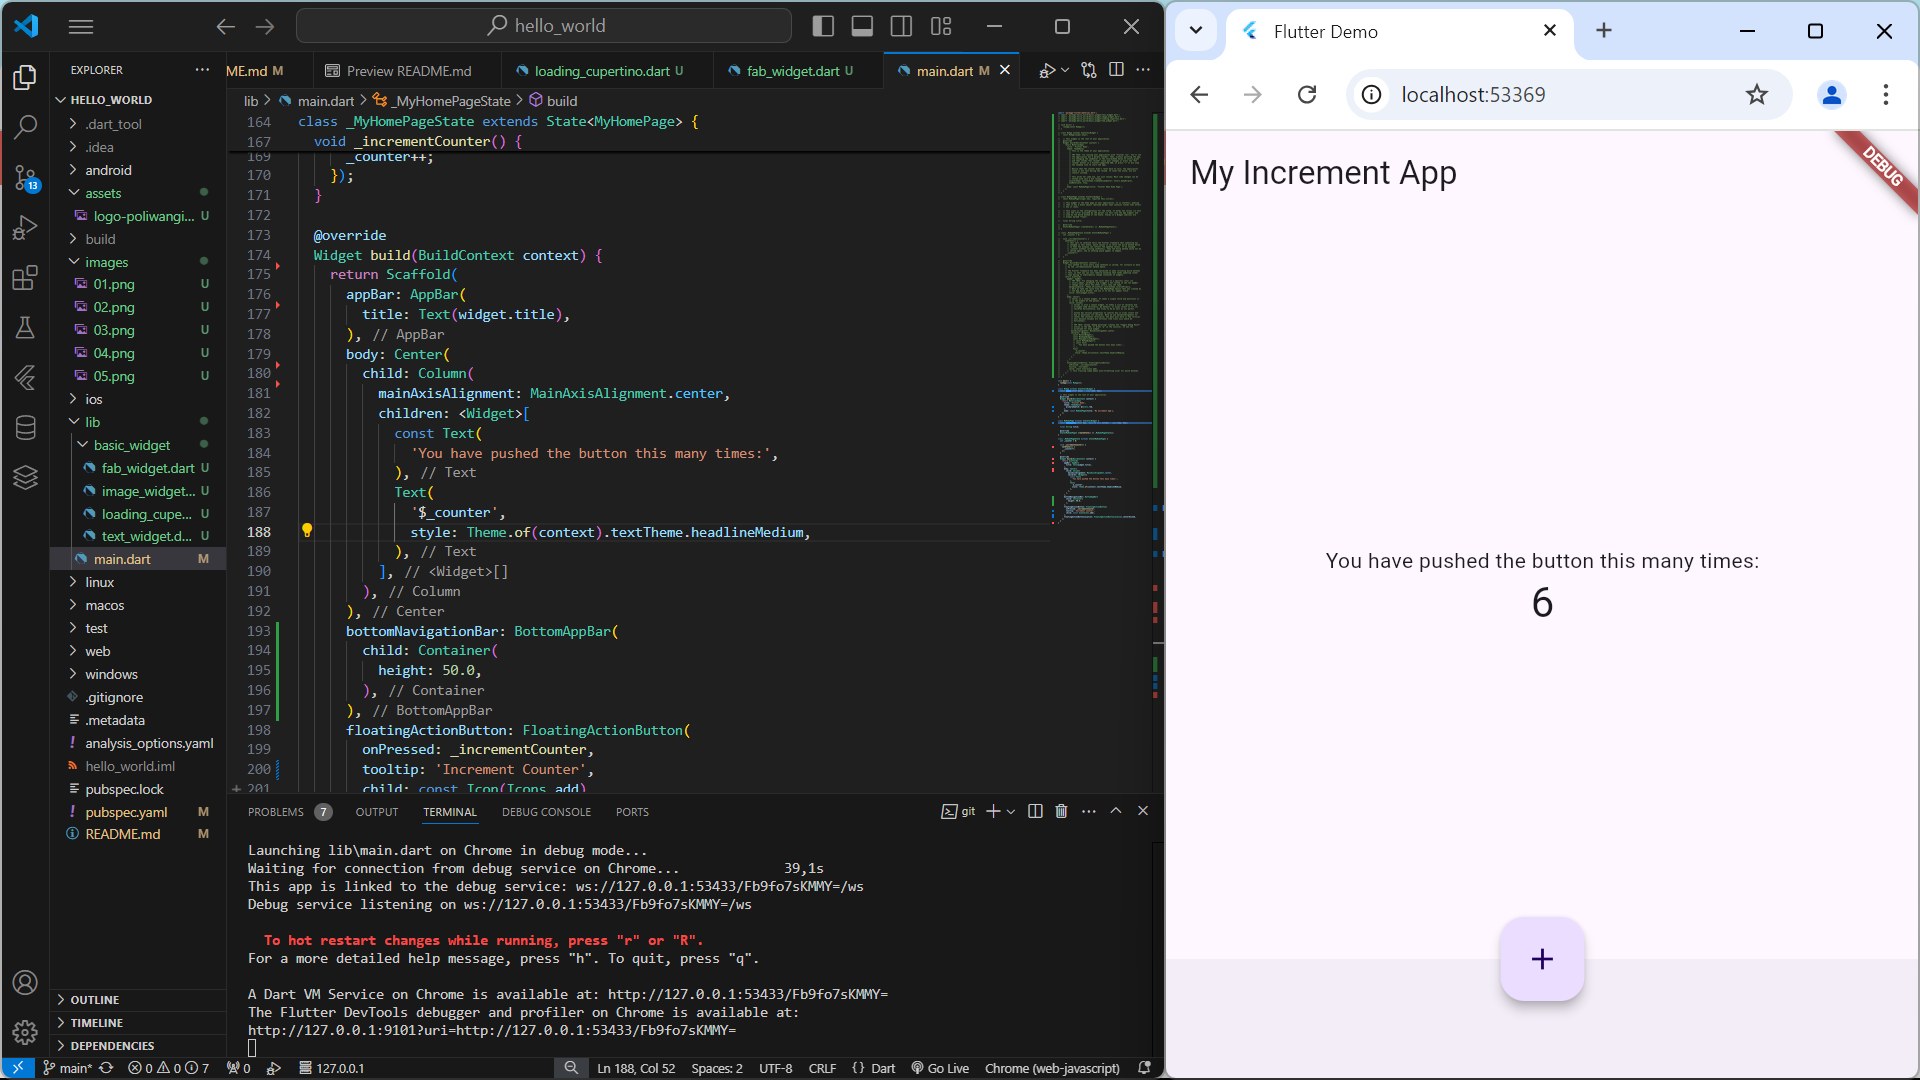 hello_world
EXPLORER
HELLO_WORLD
.dart_tool
.idea
android
assets
logo-poliwangi... U
build
images
01.png U
02.png U
03.png U
04.png U
05.png U
ios
lib
basic_widget
fab_widget.dart U
image_widget... U
loading_cupe... U
text_widget.d... U
main.dart M
linux
macos
test
web
windows
.gitignore
.metadata
analysis_options.yaml
hello_world.iml
pubspec.lock
pubspec.yaml M
README.md M
OUTLINE
TIMELINE
DEPENDENCIES
13
ME.md M
Preview README.md
loading_cupertino.dart U
fab_widget.dart U
main.dart M
lib > main.dart > _MyHomePageState > build
164 class _MyHomePageState extends State<MyHomePage> {
167 void _incrementCounter() {
169 _counter++;
170 });
171 }
172
173 @override
174 Widget build(BuildContext context) {
175 return Scaffold(
176 appBar: AppBar(
177 title: Text(widget.title),
178 ), // AppBar
179 body: Center(
180 child: Column(
181 mainAxisAlignment: MainAxisAlignment.center,
182 children: <Widget>[
183 const Text(
184 'You have pushed the button this many times:',
185 ), // Text
186 Text(
187 '$_counter',
188 style: Theme.of(context).textTheme.headlineMedium,
189 ), // Text
190 ], // <Widget>[]
191 ), // Column
192 ), // Center
193 bottomNavigationBar: BottomAppBar(
194 child: Container(
195 height: 50.0,
196 ), // Container
197 ), // BottomAppBar
198 floatingActionButton: FloatingActionButton(
199 onPressed: _incrementCounter,
200 tooltip: 'Increment Counter',
201 child: const Icon(Icons.add)
PROBLEMS 7 OUTPUT TERMINAL DEBUG CONSOLE PORTS git
Launching lib\main.dart on Chrome in debug mode...
Waiting for connection from debug service on Chrome... 39,1s
This app is linked to the debug service: ws://127.0.0.1:53433/Fb9fo7sKMMY=/ws
Debug service listening on ws://127.0.0.1:53433/Fb9fo7sKMMY=/ws
To hot restart changes while running, press "r" or "R".
For a more detailed help message, press "h". To quit, press "q".
A Dart VM Service on Chrome is available at: http://127.0.0.1:53433/Fb9fo7sKMMY=
The Flutter DevTools debugger and profiler on Chrome is available at:
http://127.0.0.1:9101?uri=http://127.0.0.1:53433/Fb9fo7sKMMY=
main* 0 0 7 0 127.0.0.1 Ln 188, Col 52 Spaces: 2 UTF-8 CRLF {} Dart Go Live Chrome (web-javascript)
Flutter Demo
localhost:53369
My Increment App
DEBUG
You have pushed the button this many times:
6